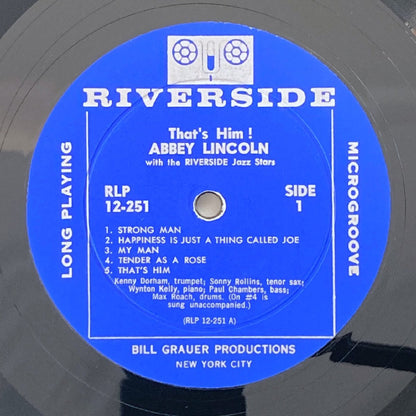 RIVERSIDE
That's Him!
ABBEY LINCOLN
with the RIVERSIDE Jazz Stars
RLP
12-251
SIDE
1
LONG PLAYING
MICROGROOVE
1. STRONG MAN
2. HAPPINESS IS JUST A THING CALLED JOE
3. MY MAN
4. TENDER AS A ROSE
5. THAT'S HIM
Kenny Dorham, trumpet; Sonny Rollins, tenor sax;
Wynton Kelly, piano; Paul Chambers, bass;
Max Roach, drums. (On #4 is
sung unaccompanied.)
(RLP 12-251 A)
BILL GRAUER PRODUCTIONS
NEW YORK CITY